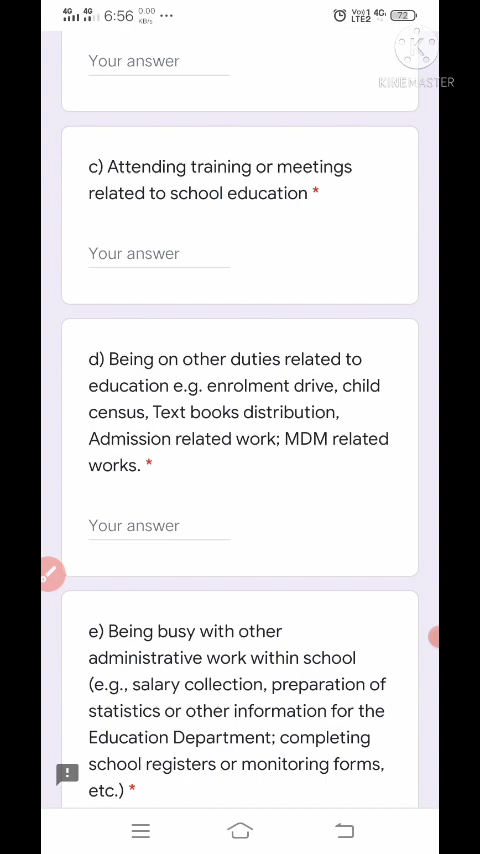 4G 4G 6:56 0.00 KB/s ... Vo)) 1 LTE2 4G 72
K
KINEMASTER
Your answer
c) Attending training or meetings
related to school education *
Your answer
d) Being on other duties related to
education e.g. enrolment drive, child
census, Text books distribution,
Admission related work; MDM related
works. *
Your answer
e) Being busy with other
administrative work within school
(e.g., salary collection, preparation of
statistics or other information for the
Education Department; completing
school registers or monitoring forms,
etc.) *